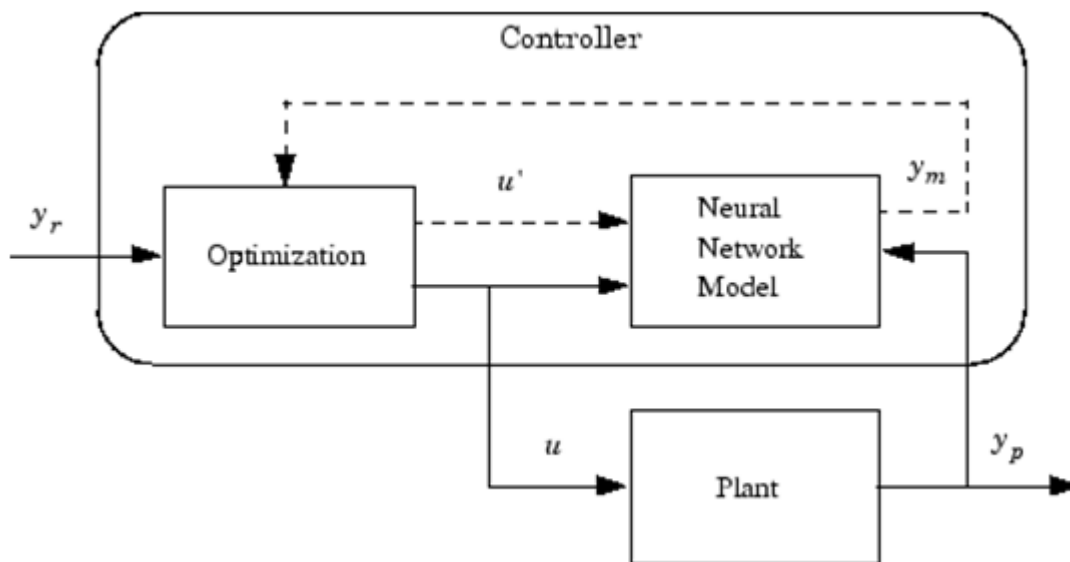 Controller
u'
y_m
y_r
Optimization
Neural
Network
Model
u
y_p
Plant